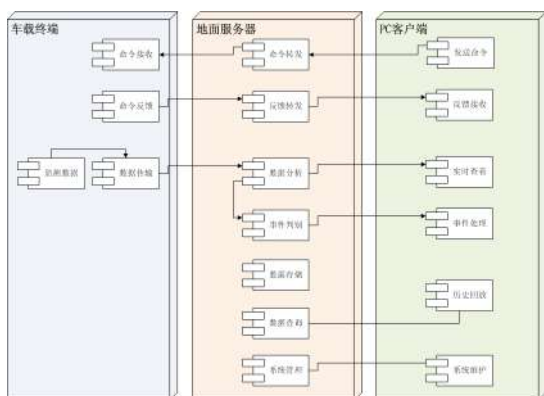 车载终端
地面服务器
PC客户端
命令接收
命令转发
发送命令
命令反馈
反馈转发
反馈接收
数据传输
数据分析
实时查看
事件判别
事件处理
数据存储
历史回放
数据查询
系统管理
系统维护